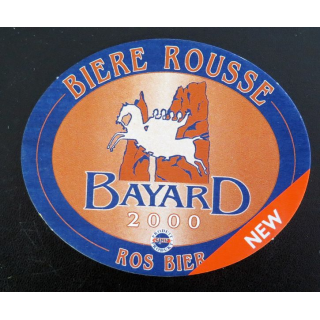 BIERE ROUSSE
BAYARD
2000
ROS BIER
NEW